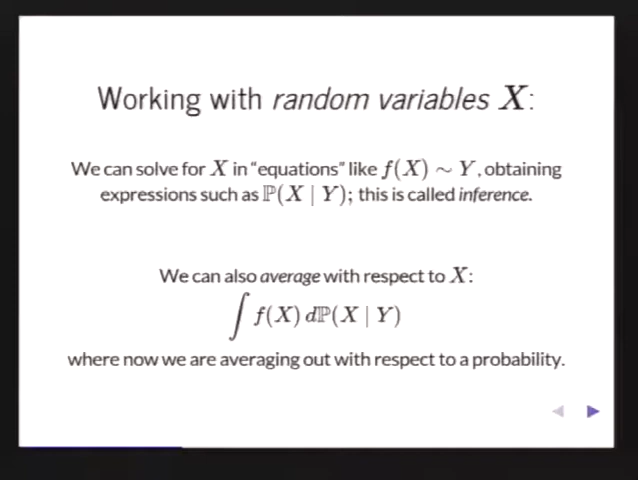 Working with random variables X:
We can solve for X in "equations" like f(X) ∼ Y, obtaining
expressions such as ℙ(X | Y); this is called inference.
We can also average with respect to X:
∫ f(X) dℙ(X | Y)
where now we are averaging out with respect to a probability.